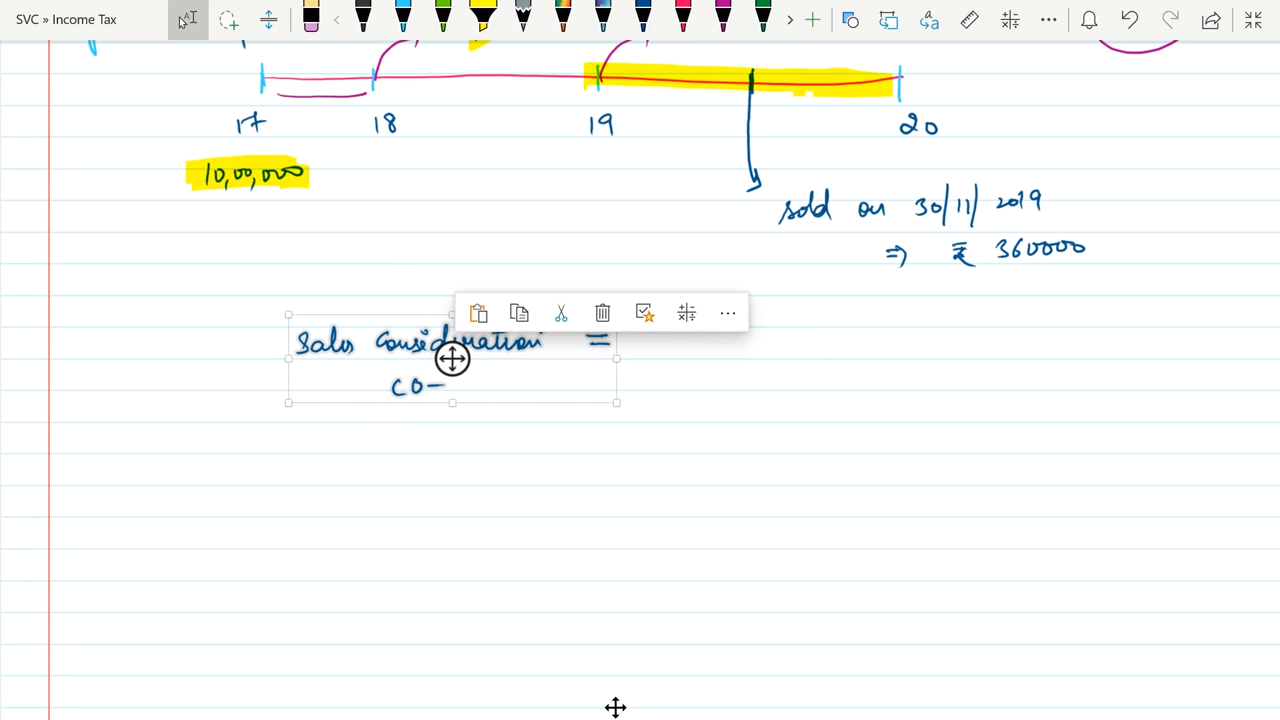 SVC » Income Tax
17 18 19 20
10,00,000
sold on 30/11/2019
⇒ ₹ 360000
Sales Consideration =
CO-